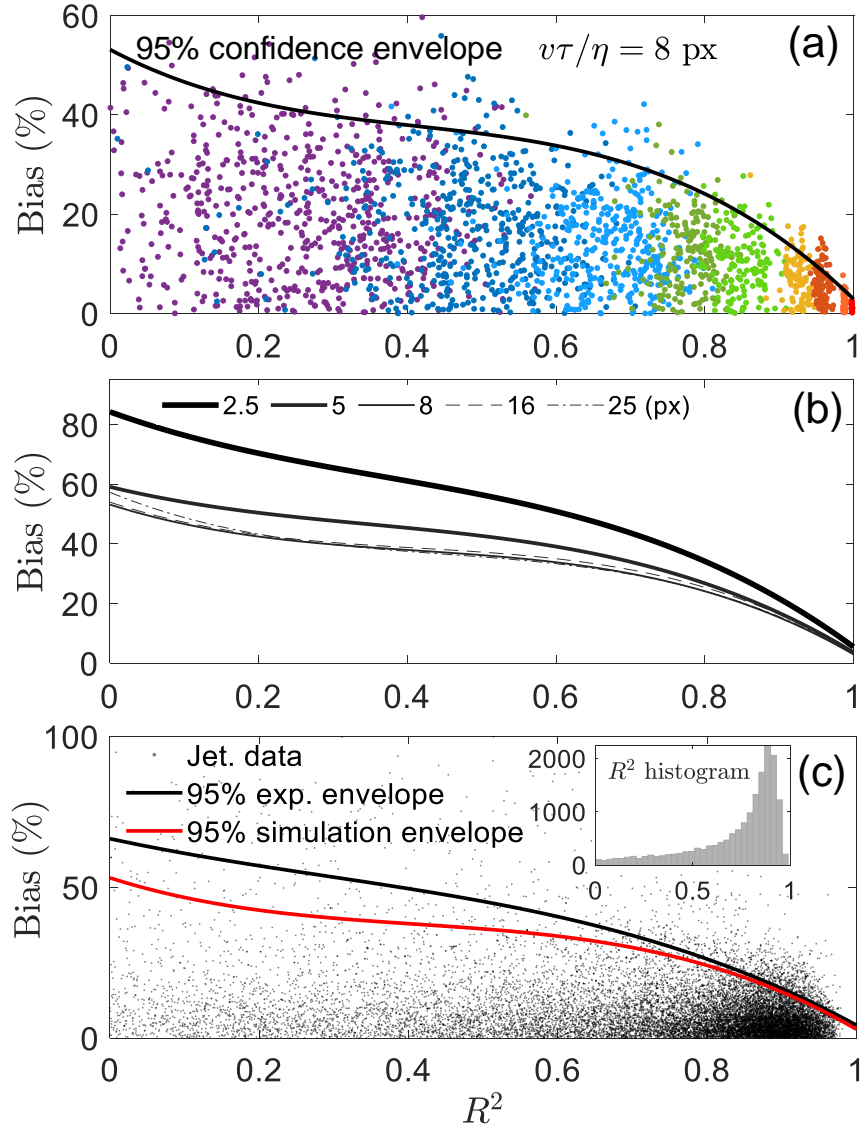 60
40
20
0
Bias (%)
95% confidence envelope vτ/η = 8 px (a)
0 0.2 0.4 0.6 0.8 1
80
60
40
20
0
Bias (%)
2.5 5 8 16 25 (px) (b)
0 0.2 0.4 0.6 0.8 1
100
50
0
Bias (%)
Jet. data
95% exp. envelope
95% simulation envelope
2000
1000
0
R² histogram
0 0.5 1
(c)
0 0.2 0.4 0.6 0.8 1
R²